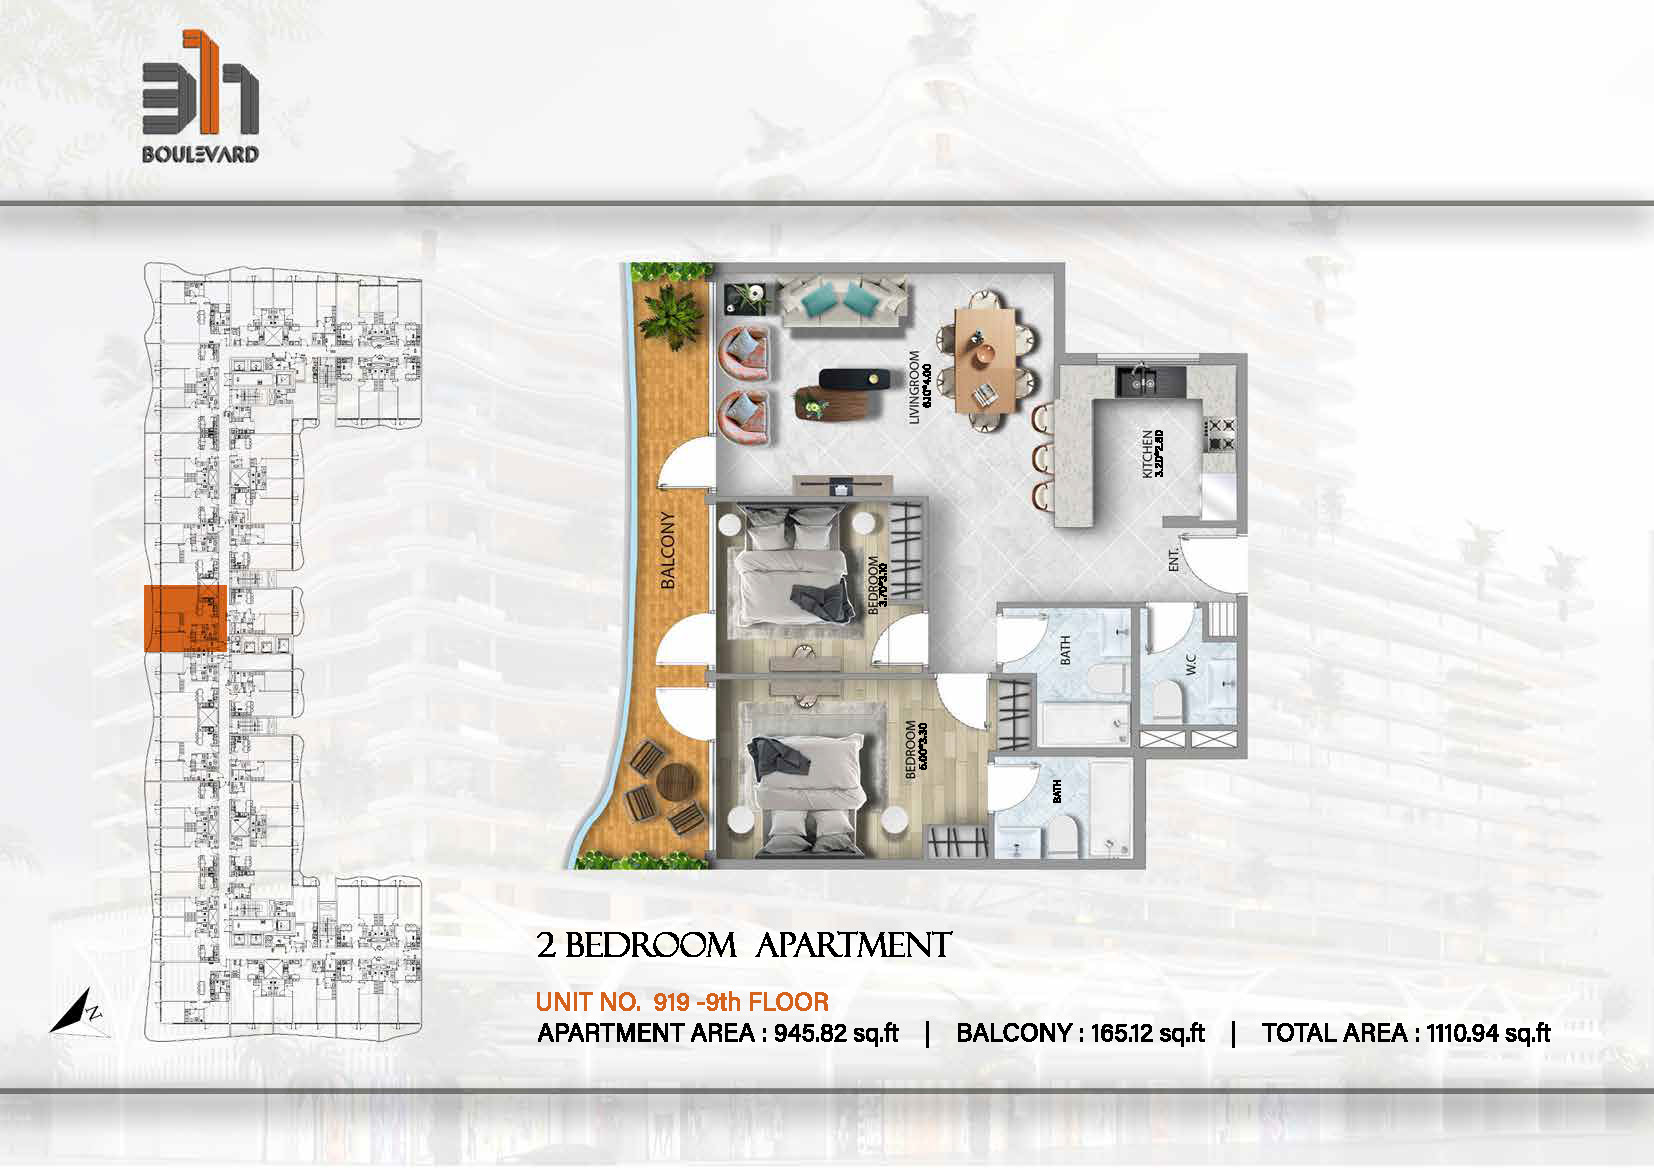 311
BOULEVARD
LIVINGROOM
6.10*4.00
KITCHEN
3.20*2.80
BALCONY
BEDROOM
3.70*3.10
ENT.
BATH
W.C
BEDROOM
5.00*3.30
BATH
N
2 BEDROOM APARTMENT
UNIT NO. 919 -9th FLOOR
APARTMENT AREA : 945.82 sq.ft | BALCONY : 165.12 sq.ft | TOTAL AREA : 1110.94 sq.ft